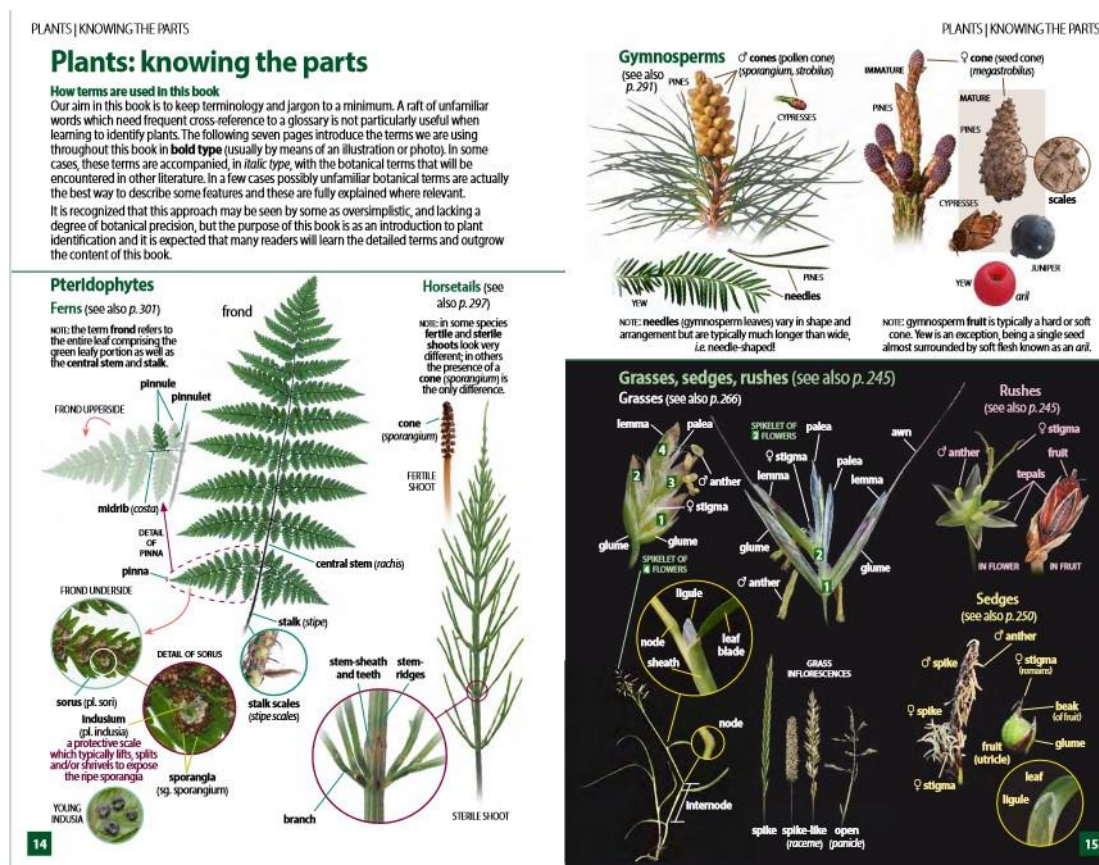 PLANTS | KNOWING THE PARTS
Plants: knowing the parts
How terms are used in this book
Our aim in this book is to keep terminology and jargon to a minimum. A raft of unfamiliar
words which need frequent cross-reference to a glossary is not particularly useful when
learning to identify plants. The following seven pages introduce the terms we are using
throughout this book in bold type (usually by means of an illustration or photo). In some
cases, these terms are accompanied, in italic type, with the botanical terms that will be
encountered in other literature. In a few cases possibly unfamiliar botanical terms are actually
the best way to describe some features and these are fully explained where relevant.
It is recognized that this approach may be seen by some as oversimplistic, and lacking a
degree of botanical precision, but the purpose of this book is as an introduction to plant
identification and it is expected that many readers will learn the detailed terms and outgrow
the content of this book.
Pteridophytes
Ferns (see also p.301)
NOTE: the term frond refers to
the entire leaf comprising the
green leafy portion as well as
the central stem and stalk.
frond
pinnule
pinnulet
FROND UPPERSIDE
midrib (costa)
DETAIL
OF
PINNA
pinna
central stem (rachis)
FROND UNDERSIDE
stalk (stipe)
DETAIL OF SORUS
sorus (pl. sori)
indusium
(pl. indusia)
a protective scale
which typically lifts, splits
and/or shrivels to expose
the ripe sporangia
stalk scales
(stipe scales)
sporangia
(sg. sporangium)
YOUNG
INDUSIA
Horsetails (see
also p.297)
NOTE: in some species
fertile and sterile
shoots look very
different; in others
the presence of a
cone (sporangium) is
the only difference.
cone
(sporangium)
FERTILE
SHOOT
stem-sheath
and teeth
stem-
ridges
branch
STERILE SHOOT
14
PLANTS | KNOWING THE PARTS
Gymnosperms
(see also
p.291)
PINES
♂ cones (pollen cone)
(sporangium, strobilus)
CYPRESSES
YEW
PINES
needles
NOTE: needles (gymnosperm leaves) vary in shape and
arrangement but are typically much longer than wide,
i.e. needle-shaped!
IMMATURE
♀ cone (seed cone)
(megastrobilus)
PINES
MATURE
PINES
CYPRESSES
scales
JUNIPER
YEW
aril
NOTE: gymnosperm fruit is typically a hard or soft
cone. Yew is an exception, being a single seed
almost surrounded by soft flesh known as an aril.
Grasses, sedges, rushes (see also p.245)
Grasses (see also p.266)
lemma
palea
4
2
3
1
♂ anther
♀ stigma
glume
glume
SPIKELET OF
4 FLOWERS
SPIKELET OF
2 FLOWERS
palea
awn
♀ stigma
palea
lemma
lemma
glume
2
glume
♂ anther
1
ligule
node
leaf
blade
sheath
node
internode
GRASS
INFLORESCENCES
spike
spike-like
(raceme)
open
(panicle)
Rushes
(see also p.245)
♀ stigma
♂ anther
fruit
tepals
IN FLOWER
IN FRUIT
Sedges
(see also p.250)
♂ anther
♂ spike
♀ stigma
(remains)
♀ spike
beak
(of fruit)
fruit
(utricle)
glume
♀ stigma
leaf
ligule
15